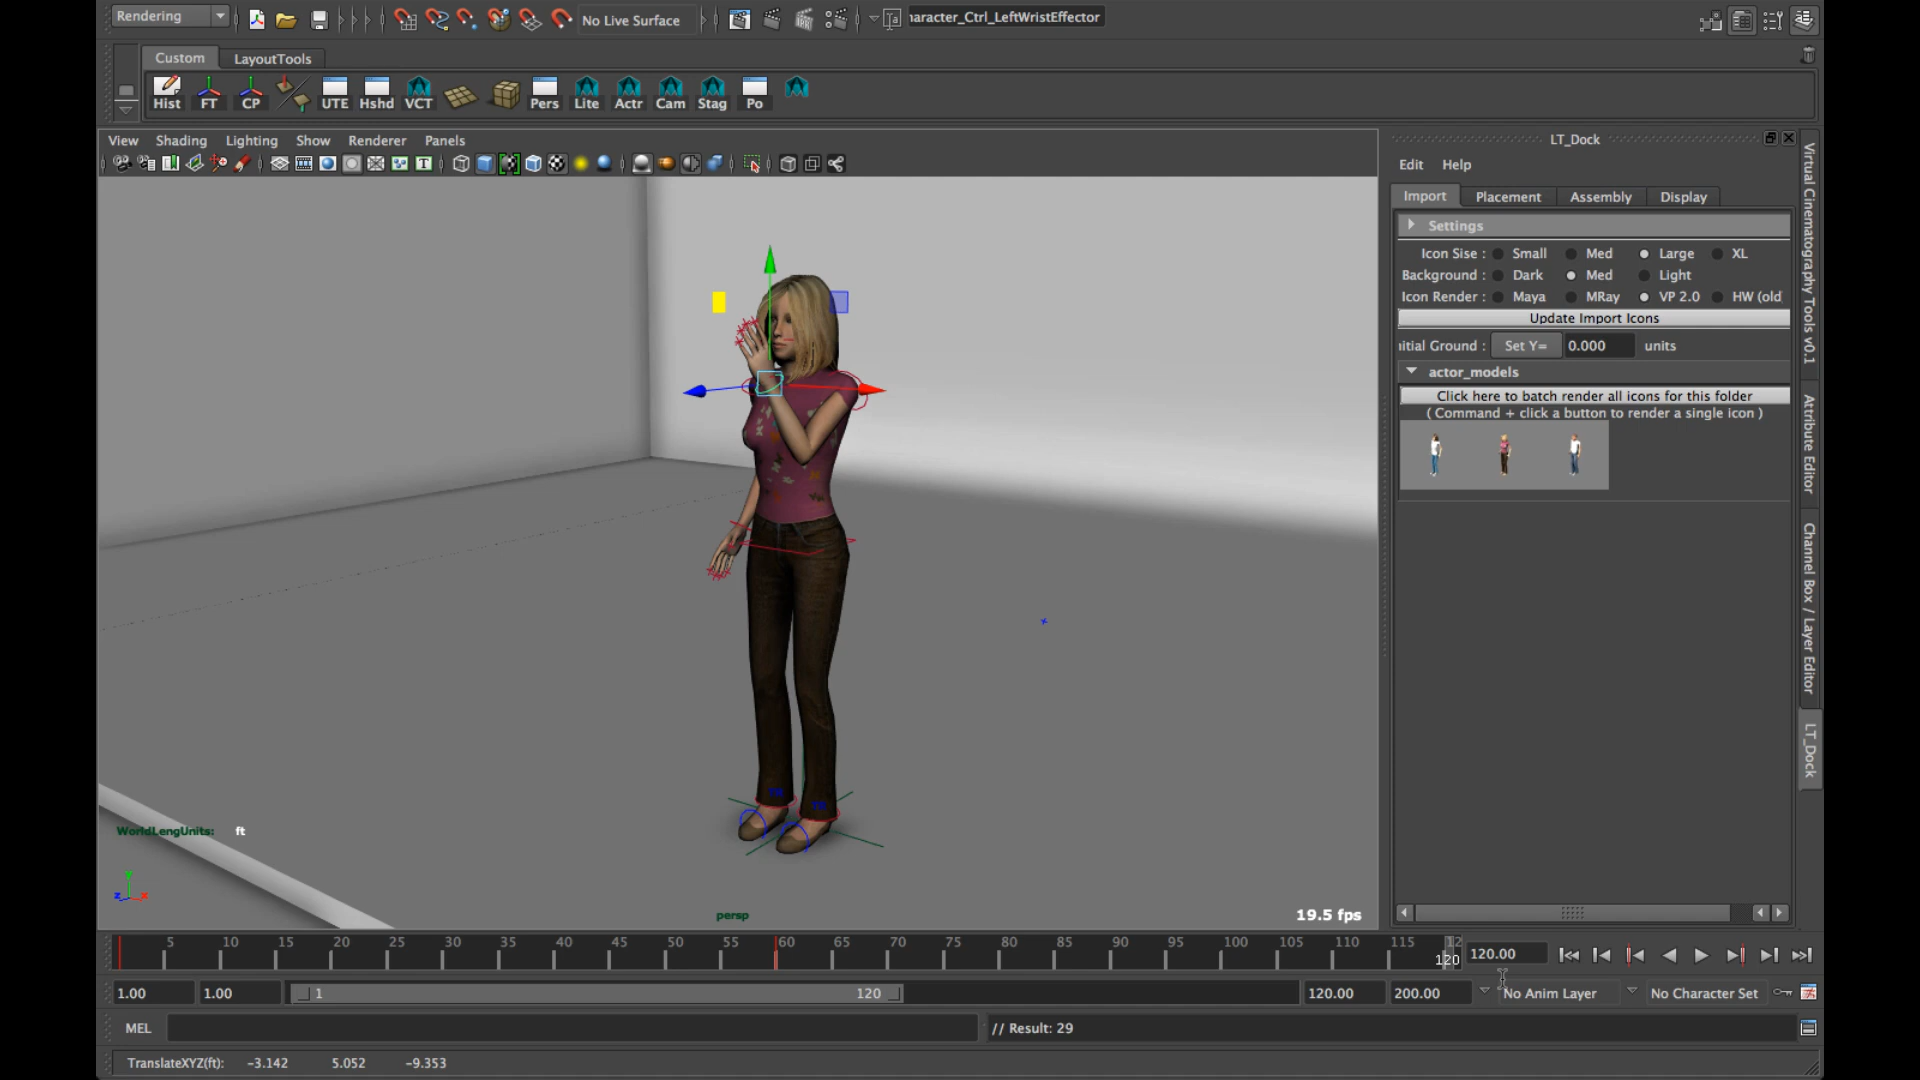 Rendering
No Live Surface
haracter_Ctrl_LeftWristEffector
Custom
LayoutTools
Hist
FT
CP
UTE
Hshd
VCT
Pers
Lite
Actr
Cam
Stag
Po
View
Shading
Lighting
Show
Renderer
Panels
LT_Dock
Edit
Help
Import
Placement
Assembly
Display
Settings
Icon Size : Small Med Large XL
Background : Dark Med Light
Icon Render : Maya MRay VP 2.0 HW (old
Update Import Icons
nitial Ground : Set Y= 0.000 units
actor_models
Click here to batch render all icons for this folder
( Command + click a button to render a single icon )
Virtual Cinematography Tools v0.1
Attribute Editor
Channel Box / Layer Editor
LT_Dock
WorldLengUnits: ft
y
z
x
persp
19.5 fps
5 10 15 20 25 30 35 40 45 50 55 60 65 70 75 80 85 90 95 100 105 110 115 12
120
120.00
1.00
1.00
1
120
120.00
200.00
No Anim Layer
No Character Set
MEL
// Result: 29
TranslateXYZ(ft): -3.142 5.052 -9.353